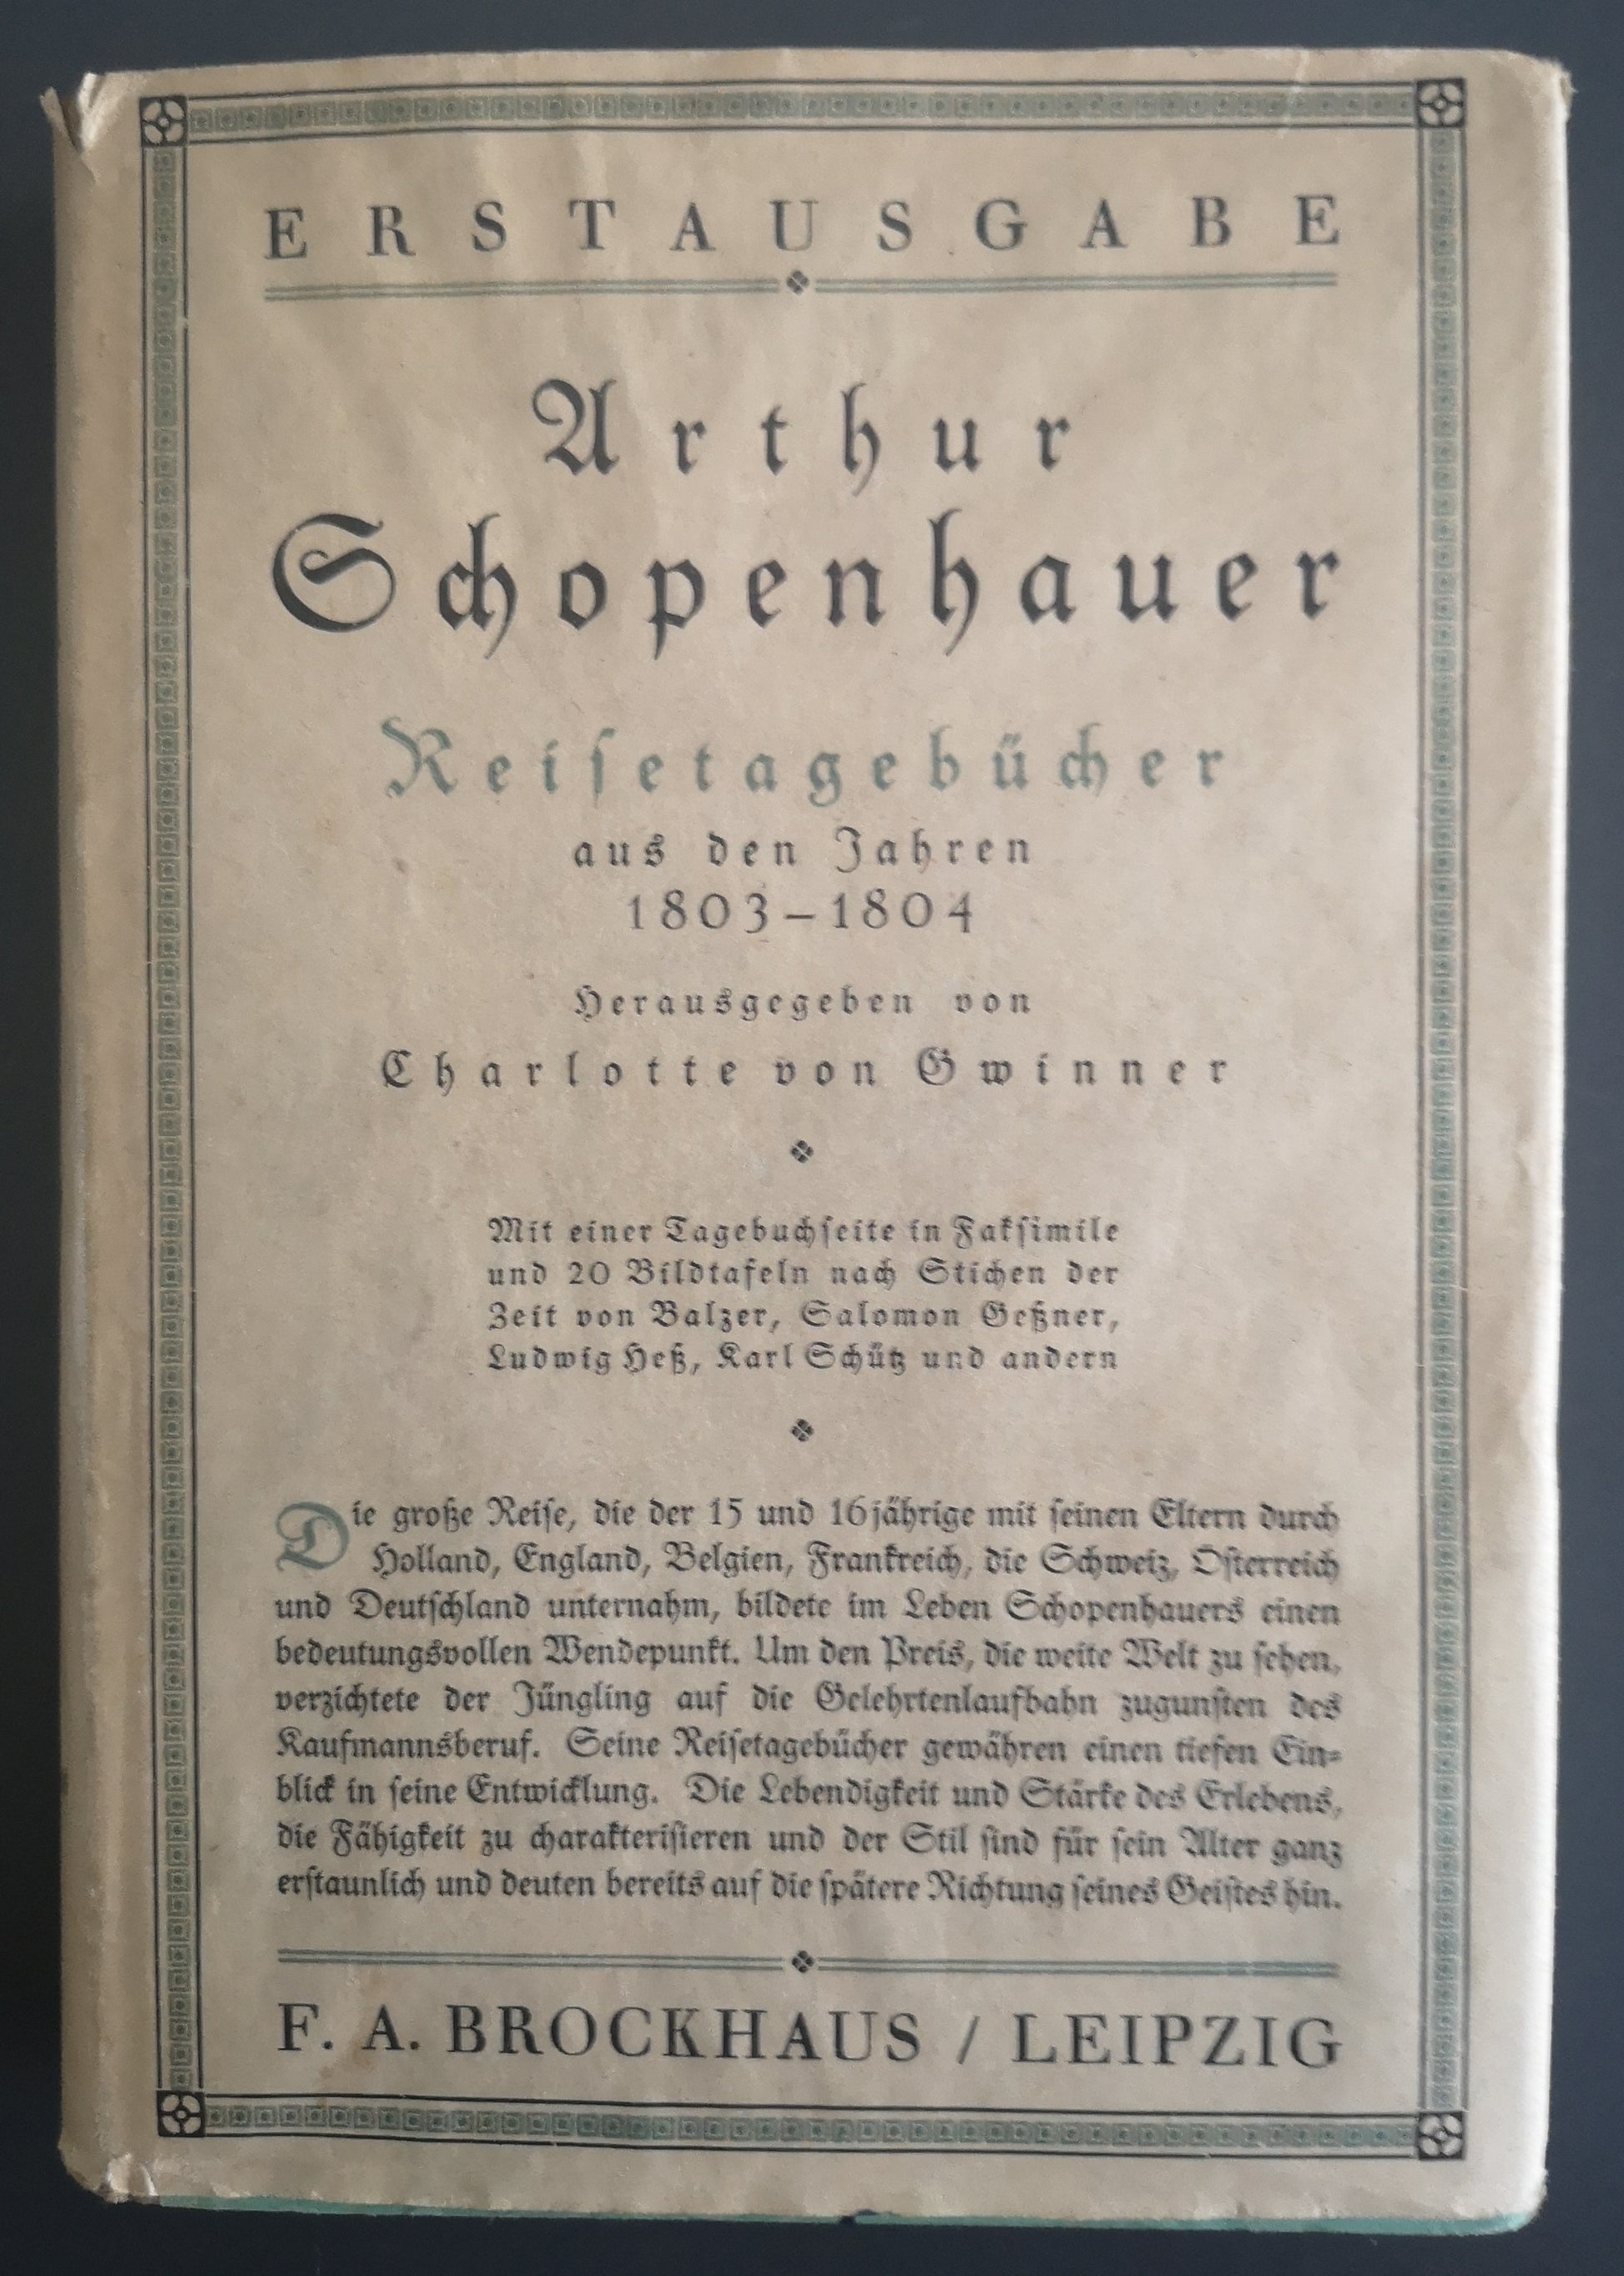 ERSTAUSGABE
Arthur
Schopenhauer
Reiſetagebücher
aus den Jahren
1803–1804
Herausgegeben von
Charlotte von Gwinner
Mit einer Tagebuchſeite in Fakſimile
und 20 Bildtafeln nach Stichen der
Zeit von Balzer, Salomon Geßner,
Ludwig Heß, Karl Schütz und andern
Die große Reiſe, die der 15 und 16jährige mit ſeinen Eltern durch
Holland, England, Belgien, Frankreich, die Schweiz, Öſterreich
und Deutſchland unternahm, bildete im Leben Schopenhauers einen
bedeutungsvollen Wendepunkt. Um den Preis, die weite Welt zu ſehen,
verzichtete der Jüngling auf die Gelehrtenlaufbahn zugunſten des
Kaufmannsberuf. Seine Reiſetagebücher gewähren einen tiefen Ein⸗
blick in ſeine Entwicklung. Die Lebendigkeit und Stärke des Erlebens,
die Fähigkeit zu charakteriſieren und der Stil ſind für ſein Alter ganz
erſtaunlich und deuten bereits auf die ſpätere Richtung ſeines Geiſtes hin.
F. A. BROCKHAUS / LEIPZIG